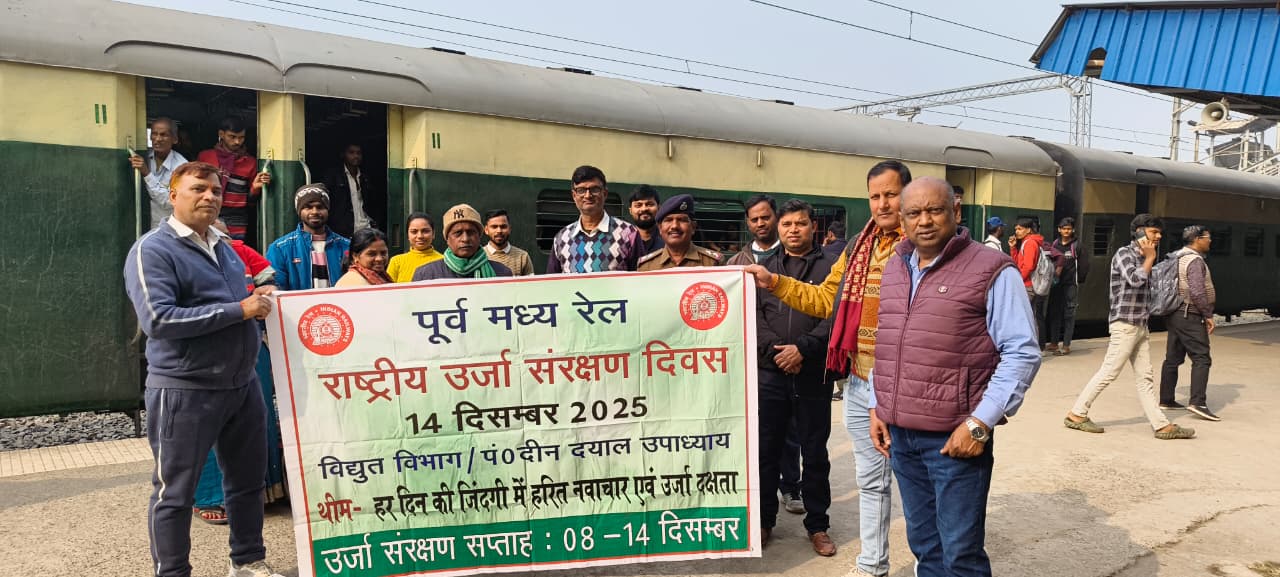 पूर्व मध्य रेल
राष्ट्रीय उर्जा संरक्षण दिवस
14 दिसम्बर 2025
विद्युत विभाग/पं0दीन दयाल उपाध्याय
थीम- हर दिन की जिंदगी में हरित नवाचार एवं उर्जा दक्षता
उर्जा संरक्षण सप्ताह : 08 -14 दिसम्बर